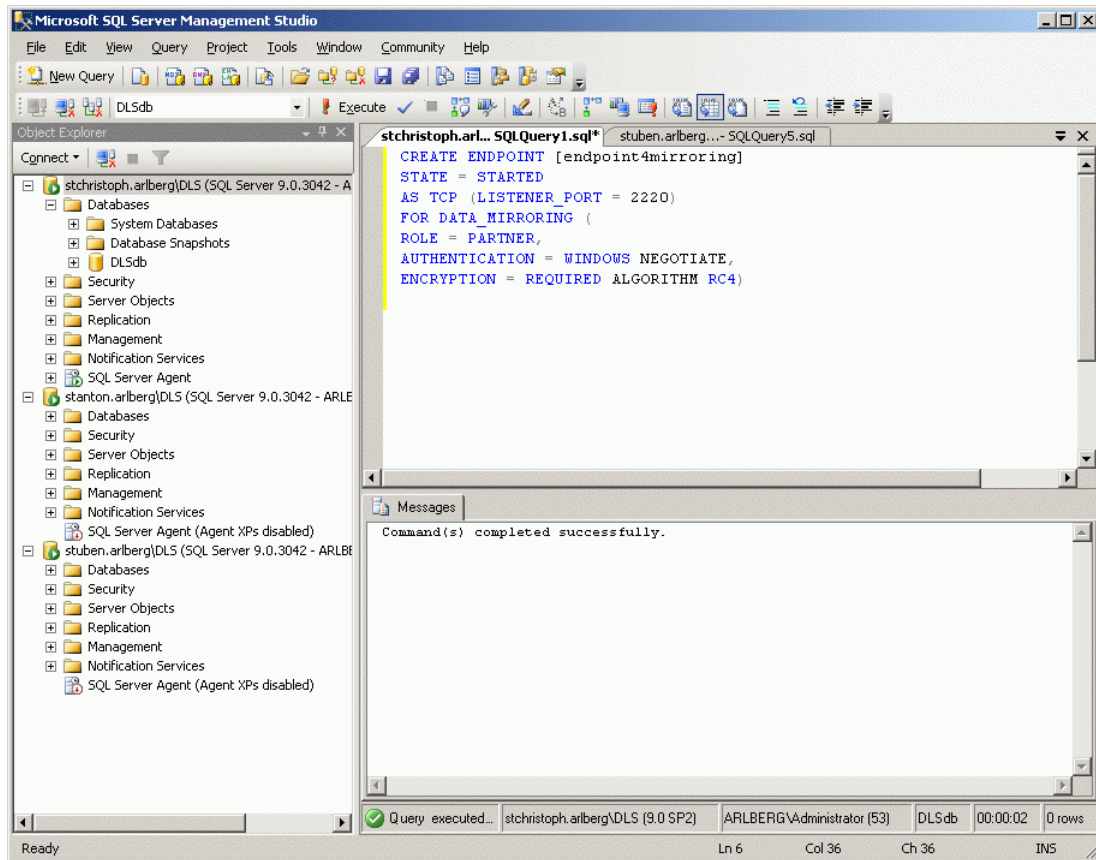 Microsoft SQL Server Management Studio
File Edit View Query Project Tools Window Community Help
New Query
DLSdb Execute
Object Explorer
Connect
stchristoph.arlberg\DLS (SQL Server 9.0.3042 - A
Databases
System Databases
Database Snapshots
DLSdb
Security
Server Objects
Replication
Management
Notification Services
SQL Server Agent
stanton.arlberg\DLS (SQL Server 9.0.3042 - ARLE
Databases
Security
Server Objects
Replication
Management
Notification Services
SQL Server Agent (Agent XPs disabled)
stuben.arlberg\DLS (SQL Server 9.0.3042 - ARLBE
Databases
Security
Server Objects
Replication
Management
Notification Services
SQL Server Agent (Agent XPs disabled)
stchristoph.arl... SQLQuery1.sql* stuben.arlberg...- SQLQuery5.sql
CREATE ENDPOINT [endpoint4mirroring]
STATE = STARTED
AS TCP (LISTENER_PORT = 2220)
FOR DATA_MIRRORING (
ROLE = PARTNER,
AUTHENTICATION = WINDOWS NEGOTIATE,
ENCRYPTION = REQUIRED ALGORITHM RC4)
Messages
Command(s) completed successfully.
Query executed... stchristoph.arlberg\DLS (9.0 SP2) ARLBERG\Administrator (53) DLSdb 00:00:02 0 rows
Ready Ln 6 Col 36 Ch 36 INS